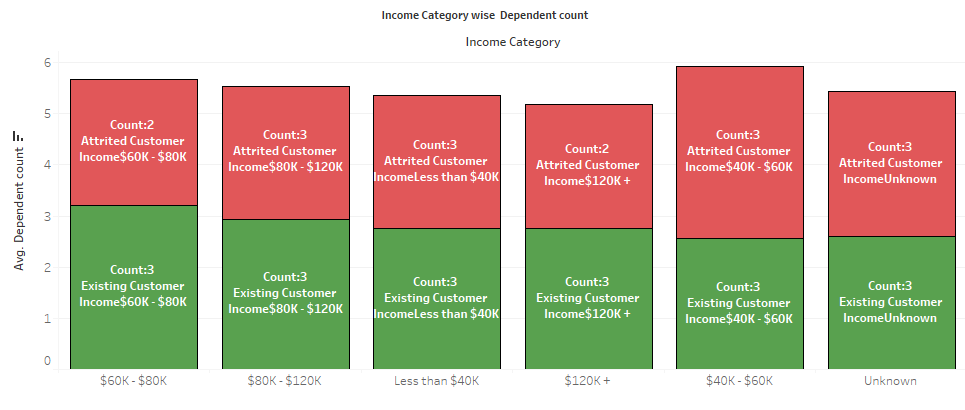 Income Category wise  Dependent count
Income Category
Avg. Dependent count
6
5
4
3
2
1
0
Count:2
Attrited Customer
Income$60K - $80K
Count:3
Existing Customer
Income$60K - $80K
Count:3
Attrited Customer
Income$80K - $120K
Count:3
Existing Customer
Income$80K - $120K
Count:3
Attrited Customer
IncomeLess than $40K
Count:3
Existing Customer
IncomeLess than $40K
Count:2
Attrited Customer
Income$120K +
Count:3
Existing Customer
Income$120K +
Count:3
Attrited Customer
Income$40K - $60K
Count:3
Existing Customer
Income$40K - $60K
Count:3
Attrited Customer
IncomeUnknown
Count:3
Existing Customer
IncomeUnknown
$60K - $80K
$80K - $120K
Less than $40K
$120K +
$40K - $60K
Unknown